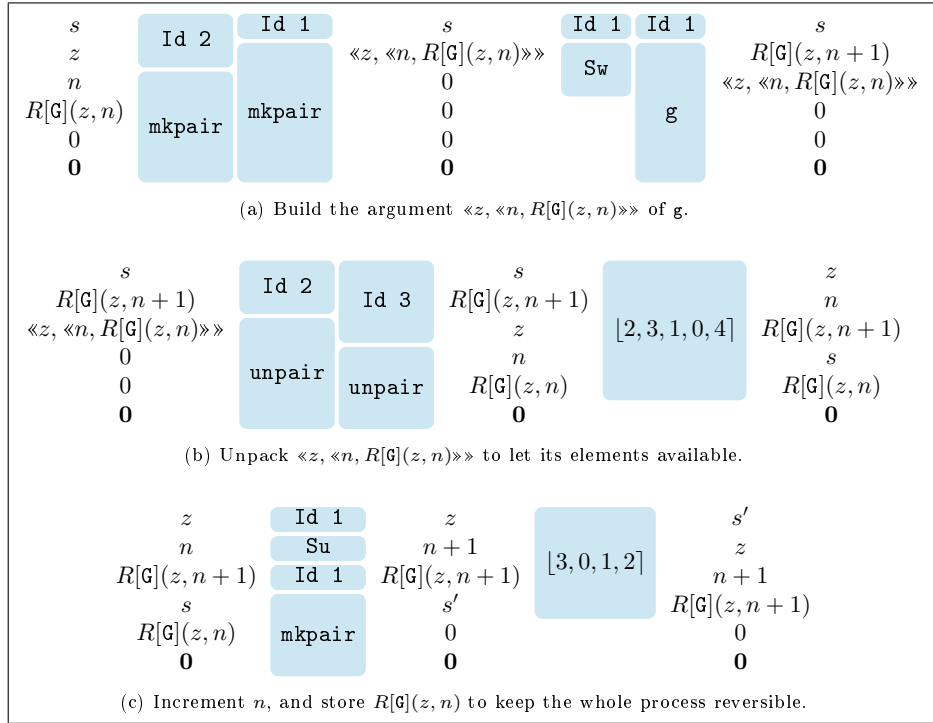 s Id 2 Id 1 s Id 1 Id 1 s
z «z, «n, R[G](z, n)»» Sw R[G](z, n + 1)
n mkpair mkpair 0 g «z, «n, R[G](z, n)»»
R[G](z, n) 0 0
0 0 0
0 0 0
(a) Build the argument «z, «n, R[G](z, n)»» of g.
s Id 2 Id 3 s ⌊2, 3, 1, 0, 4⌉ z
R[G](z, n + 1) R[G](z, n + 1) n
«z, «n, R[G](z, n)»» unpair z R[G](z, n + 1)
0 unpair n s
0 R[G](z, n) R[G](z, n)
0 0 0
(b) Unpack «z, «n, R[G](z, n)»» to let its elements available.
z Id 1 z ⌊3, 0, 1, 2⌉ s′
n Su n + 1 z
R[G](z, n + 1) Id 1 R[G](z, n + 1) n + 1
s mkpair s′ R[G](z, n + 1)
R[G](z, n) 0 0
0 0 0
(c) Increment n, and store R[G](z, n) to keep the whole process reversible.